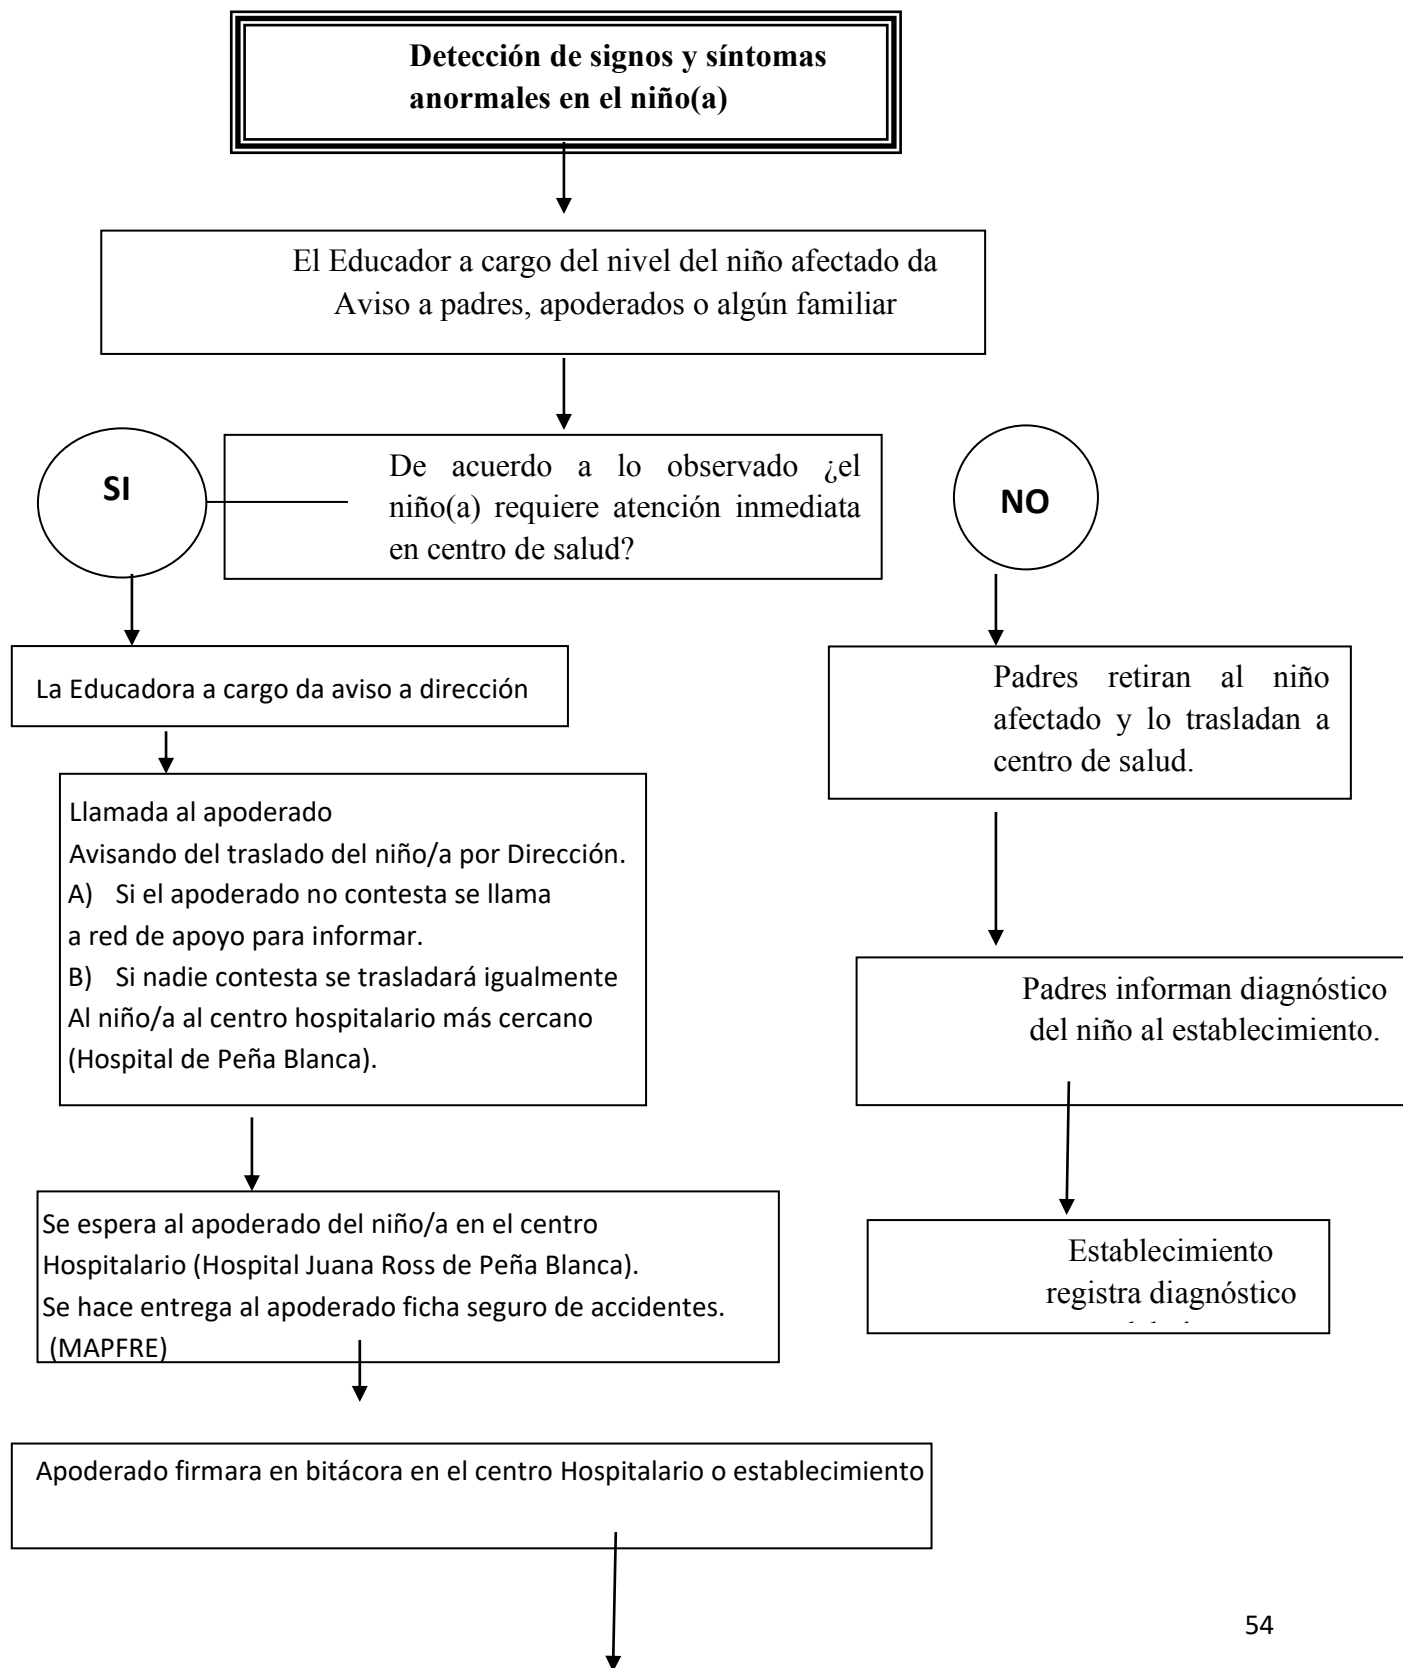 Detección de signos y síntomas
anormales en el niño(a)
El Educador a cargo del nivel del niño afectado da
Aviso a padres, apoderados o algún familiar
SI
De acuerdo a lo observado ¿el
niño(a) requiere atención inmediata
en centro de salud?
NO
La Educadora a cargo da aviso a dirección
Llamada al apoderado
Avisando del traslado del niño/a por Dirección.
A) Si el apoderado no contesta se llama
a red de apoyo para informar.
B) Si nadie contesta se trasladará igualmente
Al niño/a al centro hospitalario más cercano
(Hospital de Peña Blanca).
Se espera al apoderado del niño/a en el centro
Hospitalario (Hospital Juana Ross de Peña Blanca).
Se hace entrega al apoderado ficha seguro de accidentes.
(MAPFRE)
Apoderado firmara en bitácora en el centro Hospitalario o establecimiento
Padres retiran al niño
afectado y lo trasladan a
centro de salud.
Padres informan diagnóstico
del niño al establecimiento.
Establecimiento
registra diagnóstico
54